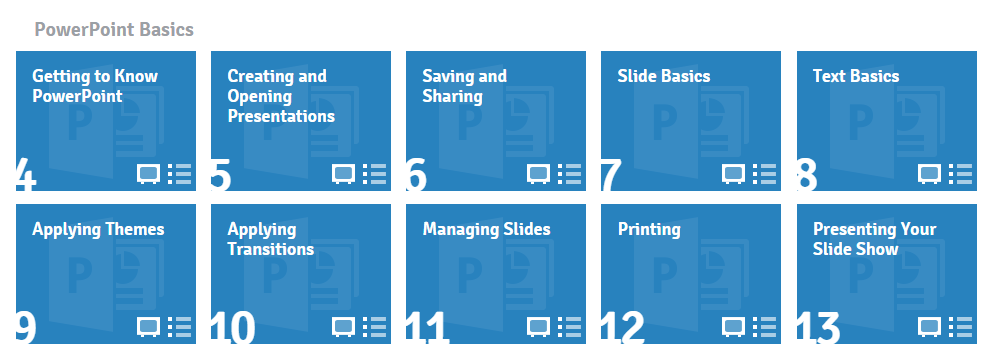 PowerPoint Basics
Getting to Know
PowerPoint
4
Creating and
Opening
Presentations
5
Saving and
Sharing
6
Slide Basics
7
Text Basics
8
Applying Themes
9
Applying
Transitions
10
Managing Slides
11
Printing
12
Presenting Your
Slide Show
13